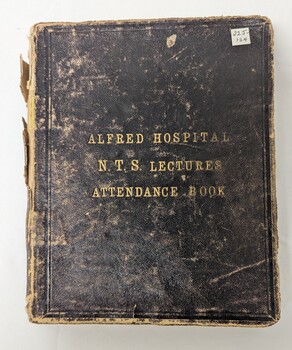 ALFRED HOSPITAL
N.T.S. LECTURES
ATTENDANCE BOOK